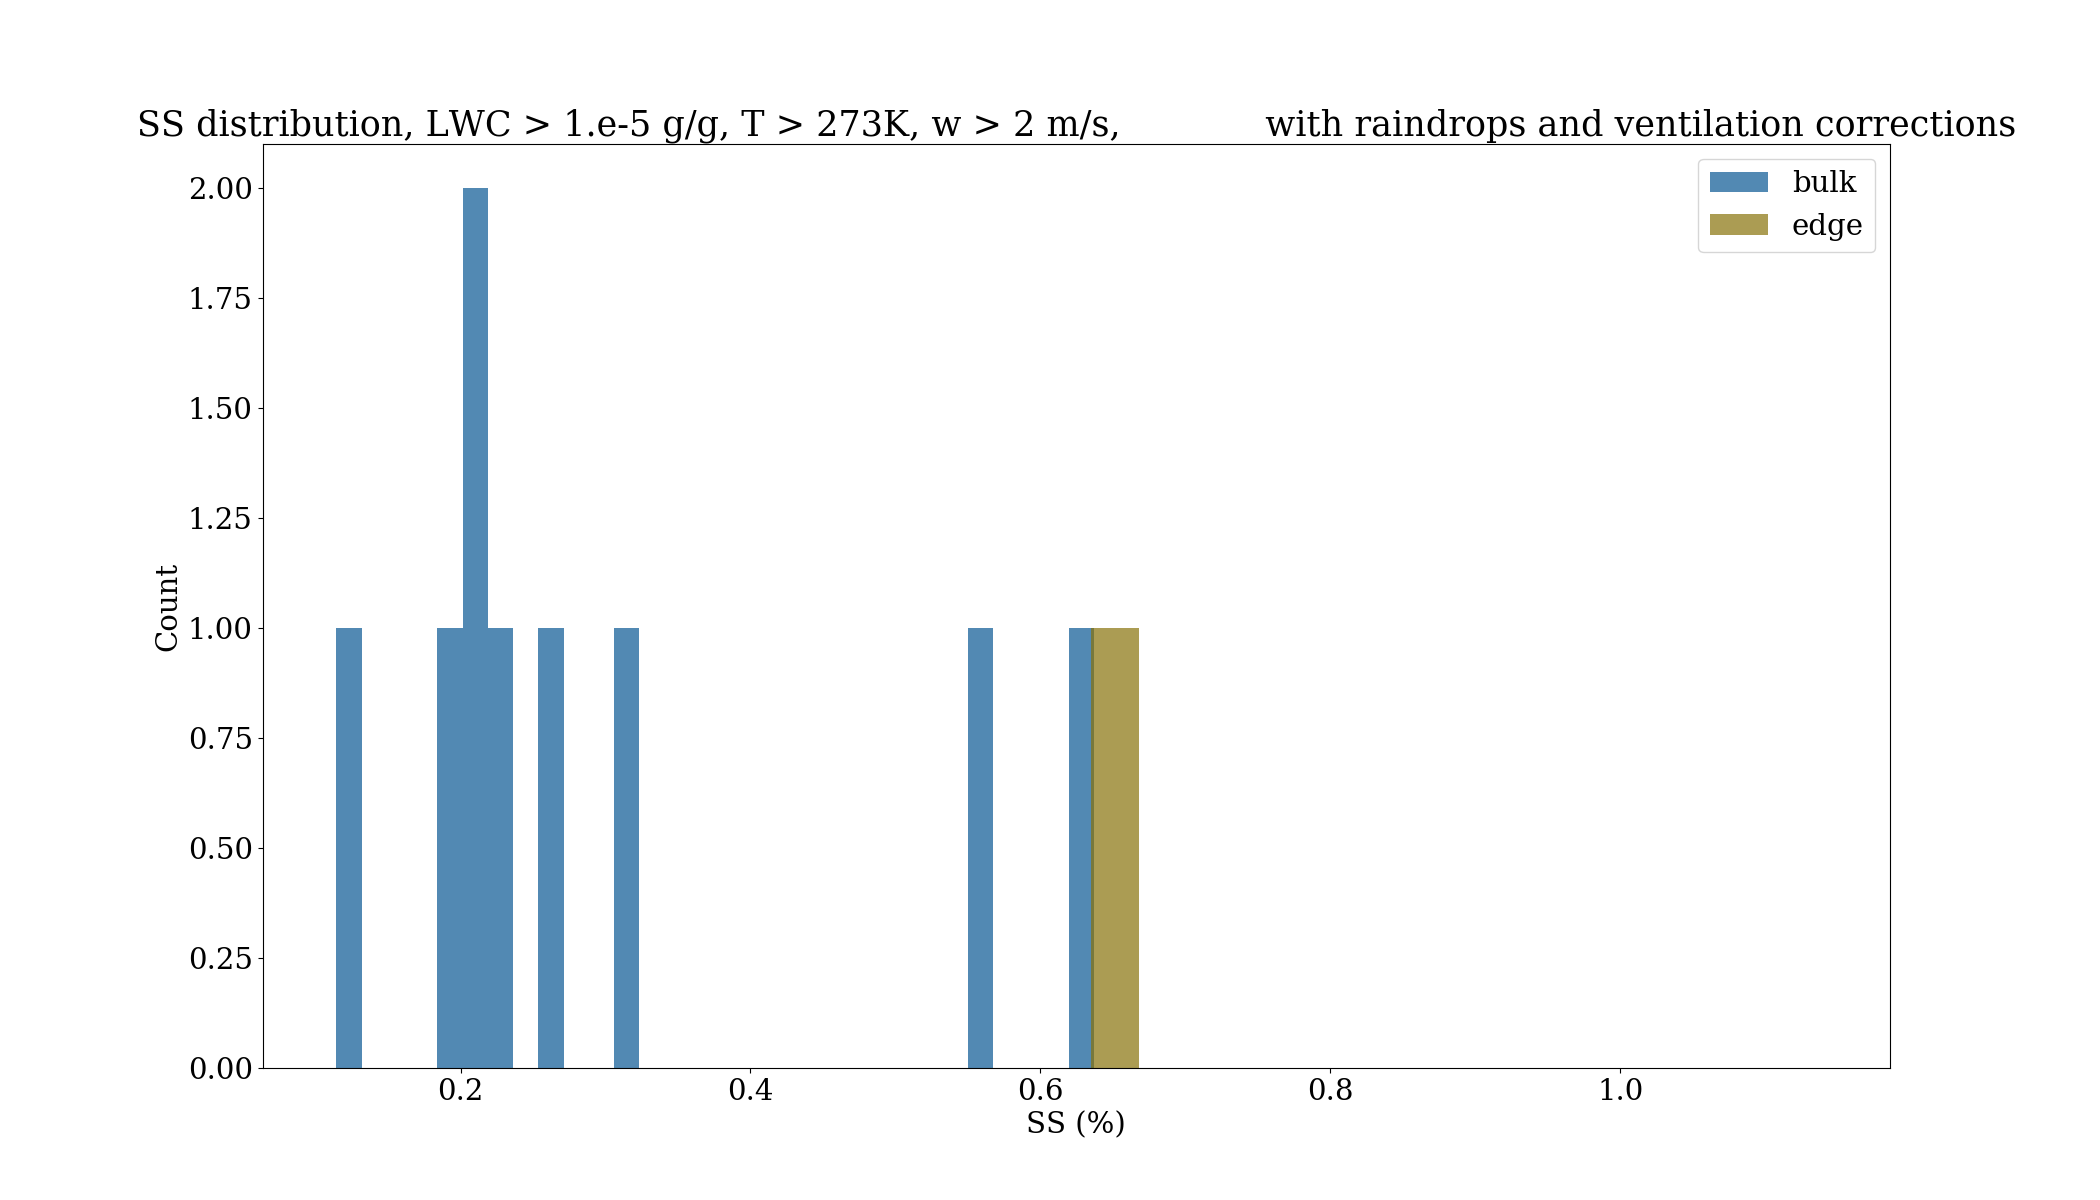 SS distribution, LWC > 1.e-5 g/g, T > 273K, w > 2 m/s, with raindrops and ventilation corrections
bulk
edge
2.00
1.75
1.50
1.25
1.00
0.75
0.50
0.25
0.00
Count
0.2 0.4 0.6 0.8 1.0
SS (%)